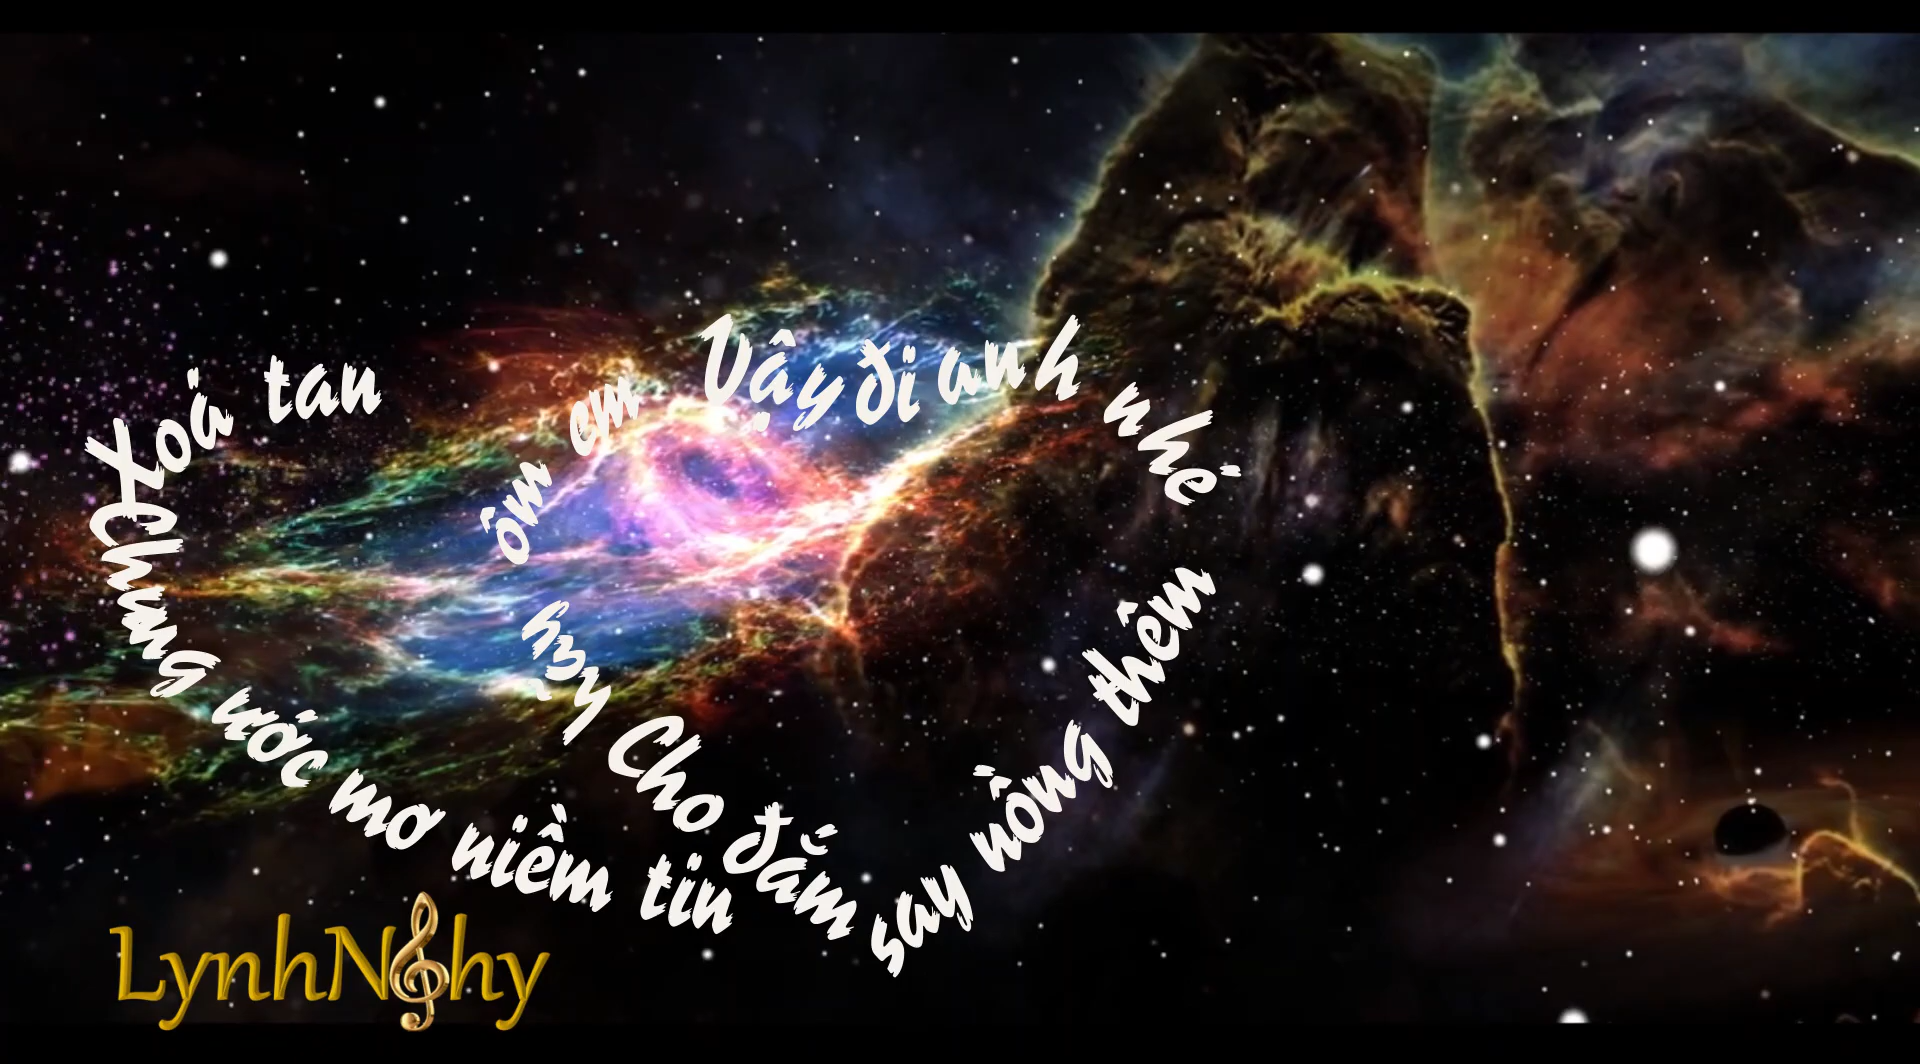 Xoá tan
Chung ước mơ niềm tin
hãy ôm em
Vậy đi anh nhé
Cho đắm say nồng thêm
LynhNghy